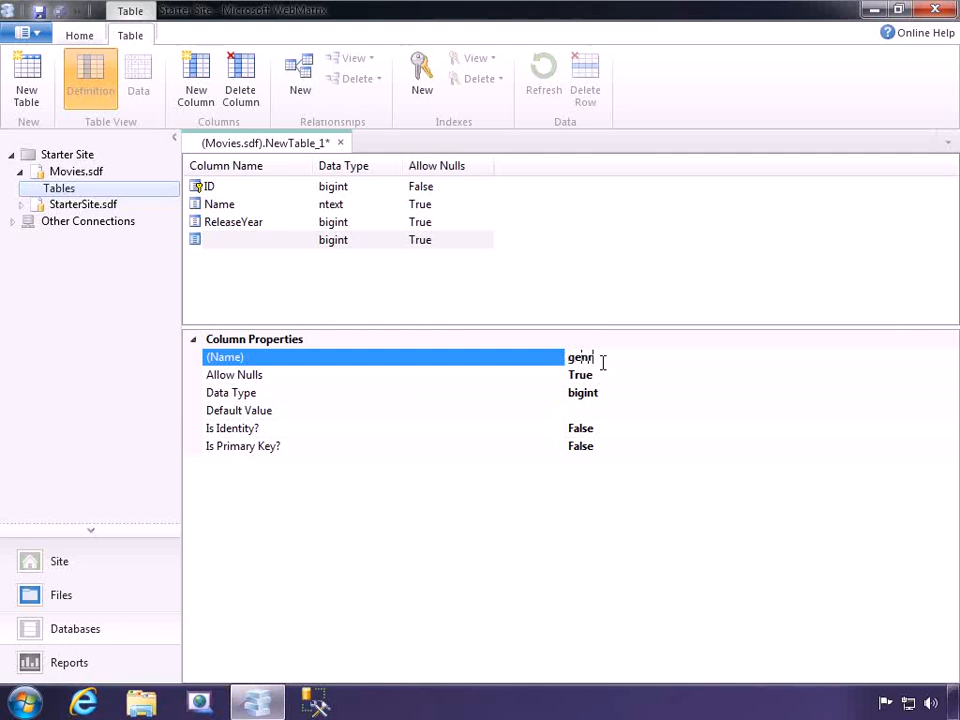 Table Starter Site - Microsoft WebMatrix
Home Table Online Help
New Table
Definition
Data
New Column
Delete Column
New
View
Delete
New
View
Delete
Refresh
Delete Row
New Table View Columns Relationships Indexes Data
Starter Site
Movies.sdf
Tables
StarterSite.sdf
Other Connections
(Movies.sdf).NewTable_1*
Column Name Data Type Allow Nulls
ID bigint False
Name ntext True
ReleaseYear bigint True
bigint True
Column Properties
(Name) genr
Allow Nulls True
Data Type bigint
Default Value
Is Identity? False
Is Primary Key? False
Site
Files
Databases
Reports